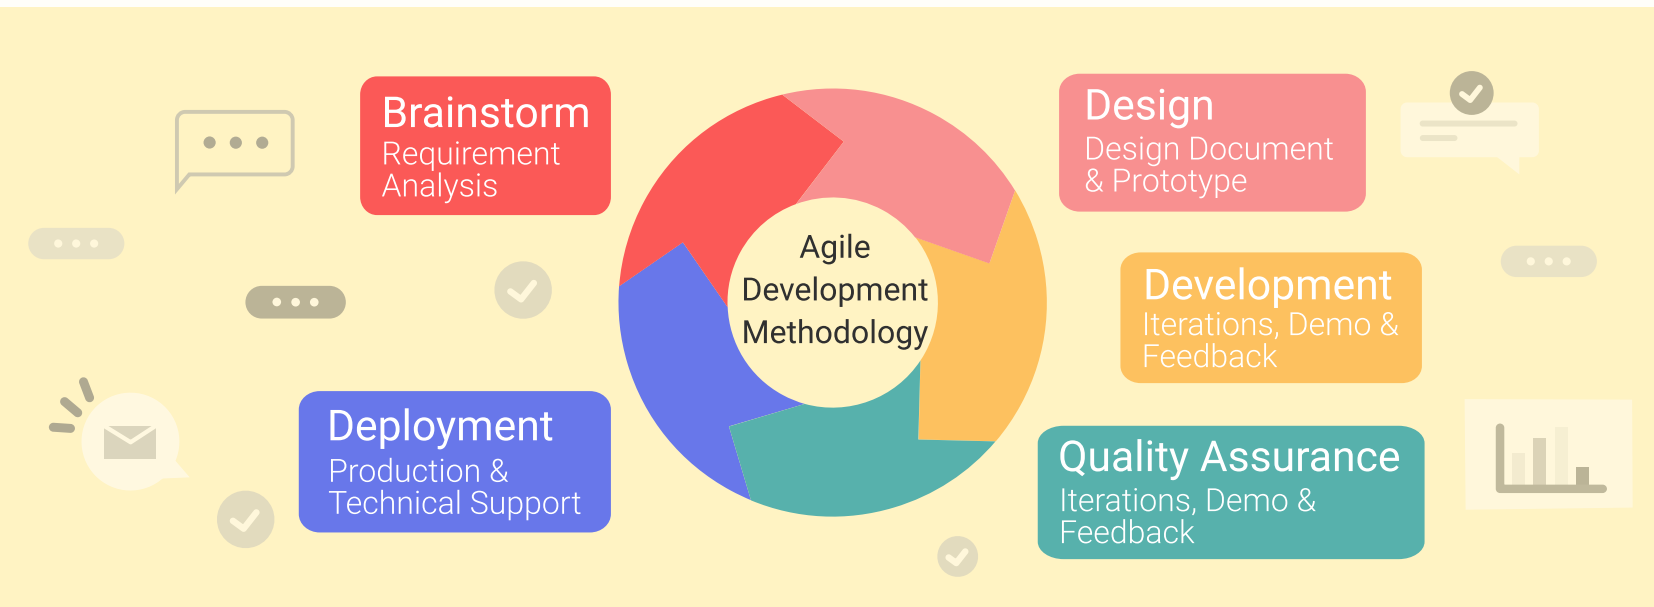 Brainstorm
Requirement
Analysis
Design
Design Document
& Prototype
Agile
Development
Methodology
Development
Iterations, Demo &
Feedback
Deployment
Production &
Technical Support
Quality Assurance
Iterations, Demo &
Feedback